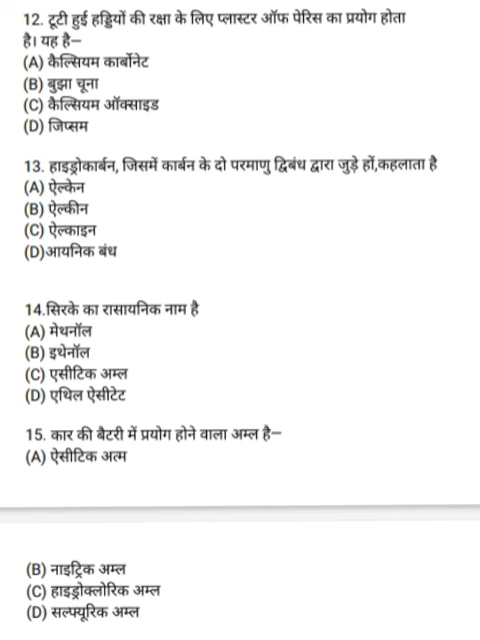 12. टूटी हुई हड्डियों की रक्षा के लिए प्लास्टर ऑफ पेरिस का प्रयोग होता
है। यह है–
(A) कैल्सियम कार्बोनेट
(B) बुझा चूना
(C) कैल्सियम ऑक्साइड
(D) जिप्सम
13. हाइड्रोकार्बन, जिसमें कार्बन के दो परमाणु द्विबंध द्वारा जुड़े हों,कहलाता है
(A) ऐल्केन
(B) ऐल्कीन
(C) ऐल्काइन
(D)आयनिक बंध
14.सिरके का रासायनिक नाम है
(A) मेथनॉल
(B) इथेनॉल
(C) एसीटिक अम्ल
(D) एथिल ऐसीटेट
15. कार की बैटरी में प्रयोग होने वाला अम्ल है–
(A) ऐसीटिक अत्म
(B) नाइट्रिक अम्ल
(C) हाइड्रोक्लोरिक अम्ल
(D) सल्फ्यूरिक अम्ल